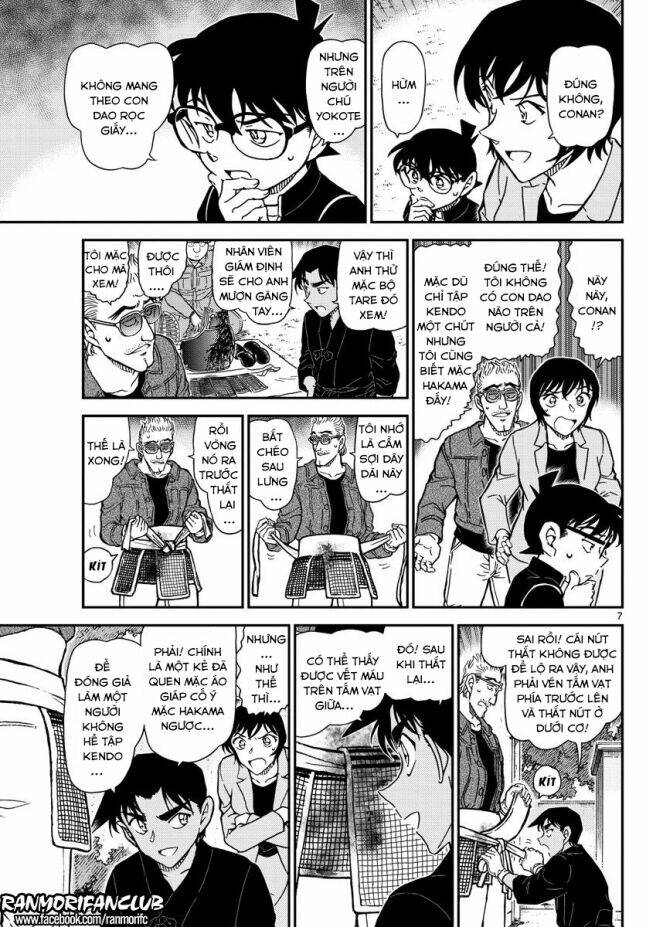 ĐÚNG
KHÔNG,
CONAN?
HỪM
...
NHƯNG
TRÊN
NGƯỜI
CHÚ
YOKOTE
...
KHÔNG MANG
THEO CON
DAO RỌC
GIẤY...
NÀY
NÀY,
CONAN
!?
ĐÚNG THẾ!
TÔI KHÔNG
CÓ CON DAO
NÀO TRÊN
NGƯỜI CẢ!
MẶC DÙ
CHỈ TẬP
KENDO
MỘT CHÚT
NHƯNG
TÔI CŨNG
BIẾT MẶC
HAKAMA
ĐẤY!
VẬY THÌ
ANH THỬ
MẶC BỘ
TARE ĐÓ
XEM!
NHÂN VIÊN
GIÁM ĐỊNH
SẼ CHO ANH
MƯỢN GĂNG
TAY...
ĐƯỢC
THÔI
...
TÔI MẶC
CHO MÀ
XEM!
TÔI NHỚ
LÀ CẦM
SỢI DÂY
DÀI NÀY
...
BẮT
CHÉO SAU
LƯNG
...
RỒI
VÒNG
NÓ RA
TRƯỚC
THẮT
LẠI
...
THẾ LÀ
XONG!
KÍT
7
SAI RỒI! CÁI NÚT
THẮT KHÔNG ĐƯỢC
ĐỂ LỘ RA VẬY, ANH
PHẢI VÉN TẤM VẠT
PHÍA TRƯỚC LÊN
VÀ THẮT NÚT Ở
DƯỚI CƠ!
KÍT
ĐÓ! SAU
KHI THẮT
LẠI...
CÓ THỂ THẤY
ĐƯỢC VẾT MÁU
TRÊN TẤM VẠT
GIỮA...
NHƯNG
...
NHƯ
THẾ
THÌ...
PHẢI! CHÍNH
LÀ MỘT KẺ ĐÃ
QUEN MẶC ÁO
GIÁP CỐ Ý
MẶC HAKAMA
NGƯỢC...
ĐỂ
ĐÓNG GIẢ
LÀM MỘT
NGƯỜI
KHÔNG
HỀ TẬP
KENDO
...
RANMORIFANCLUB
www.facebook.com/ranmorifc